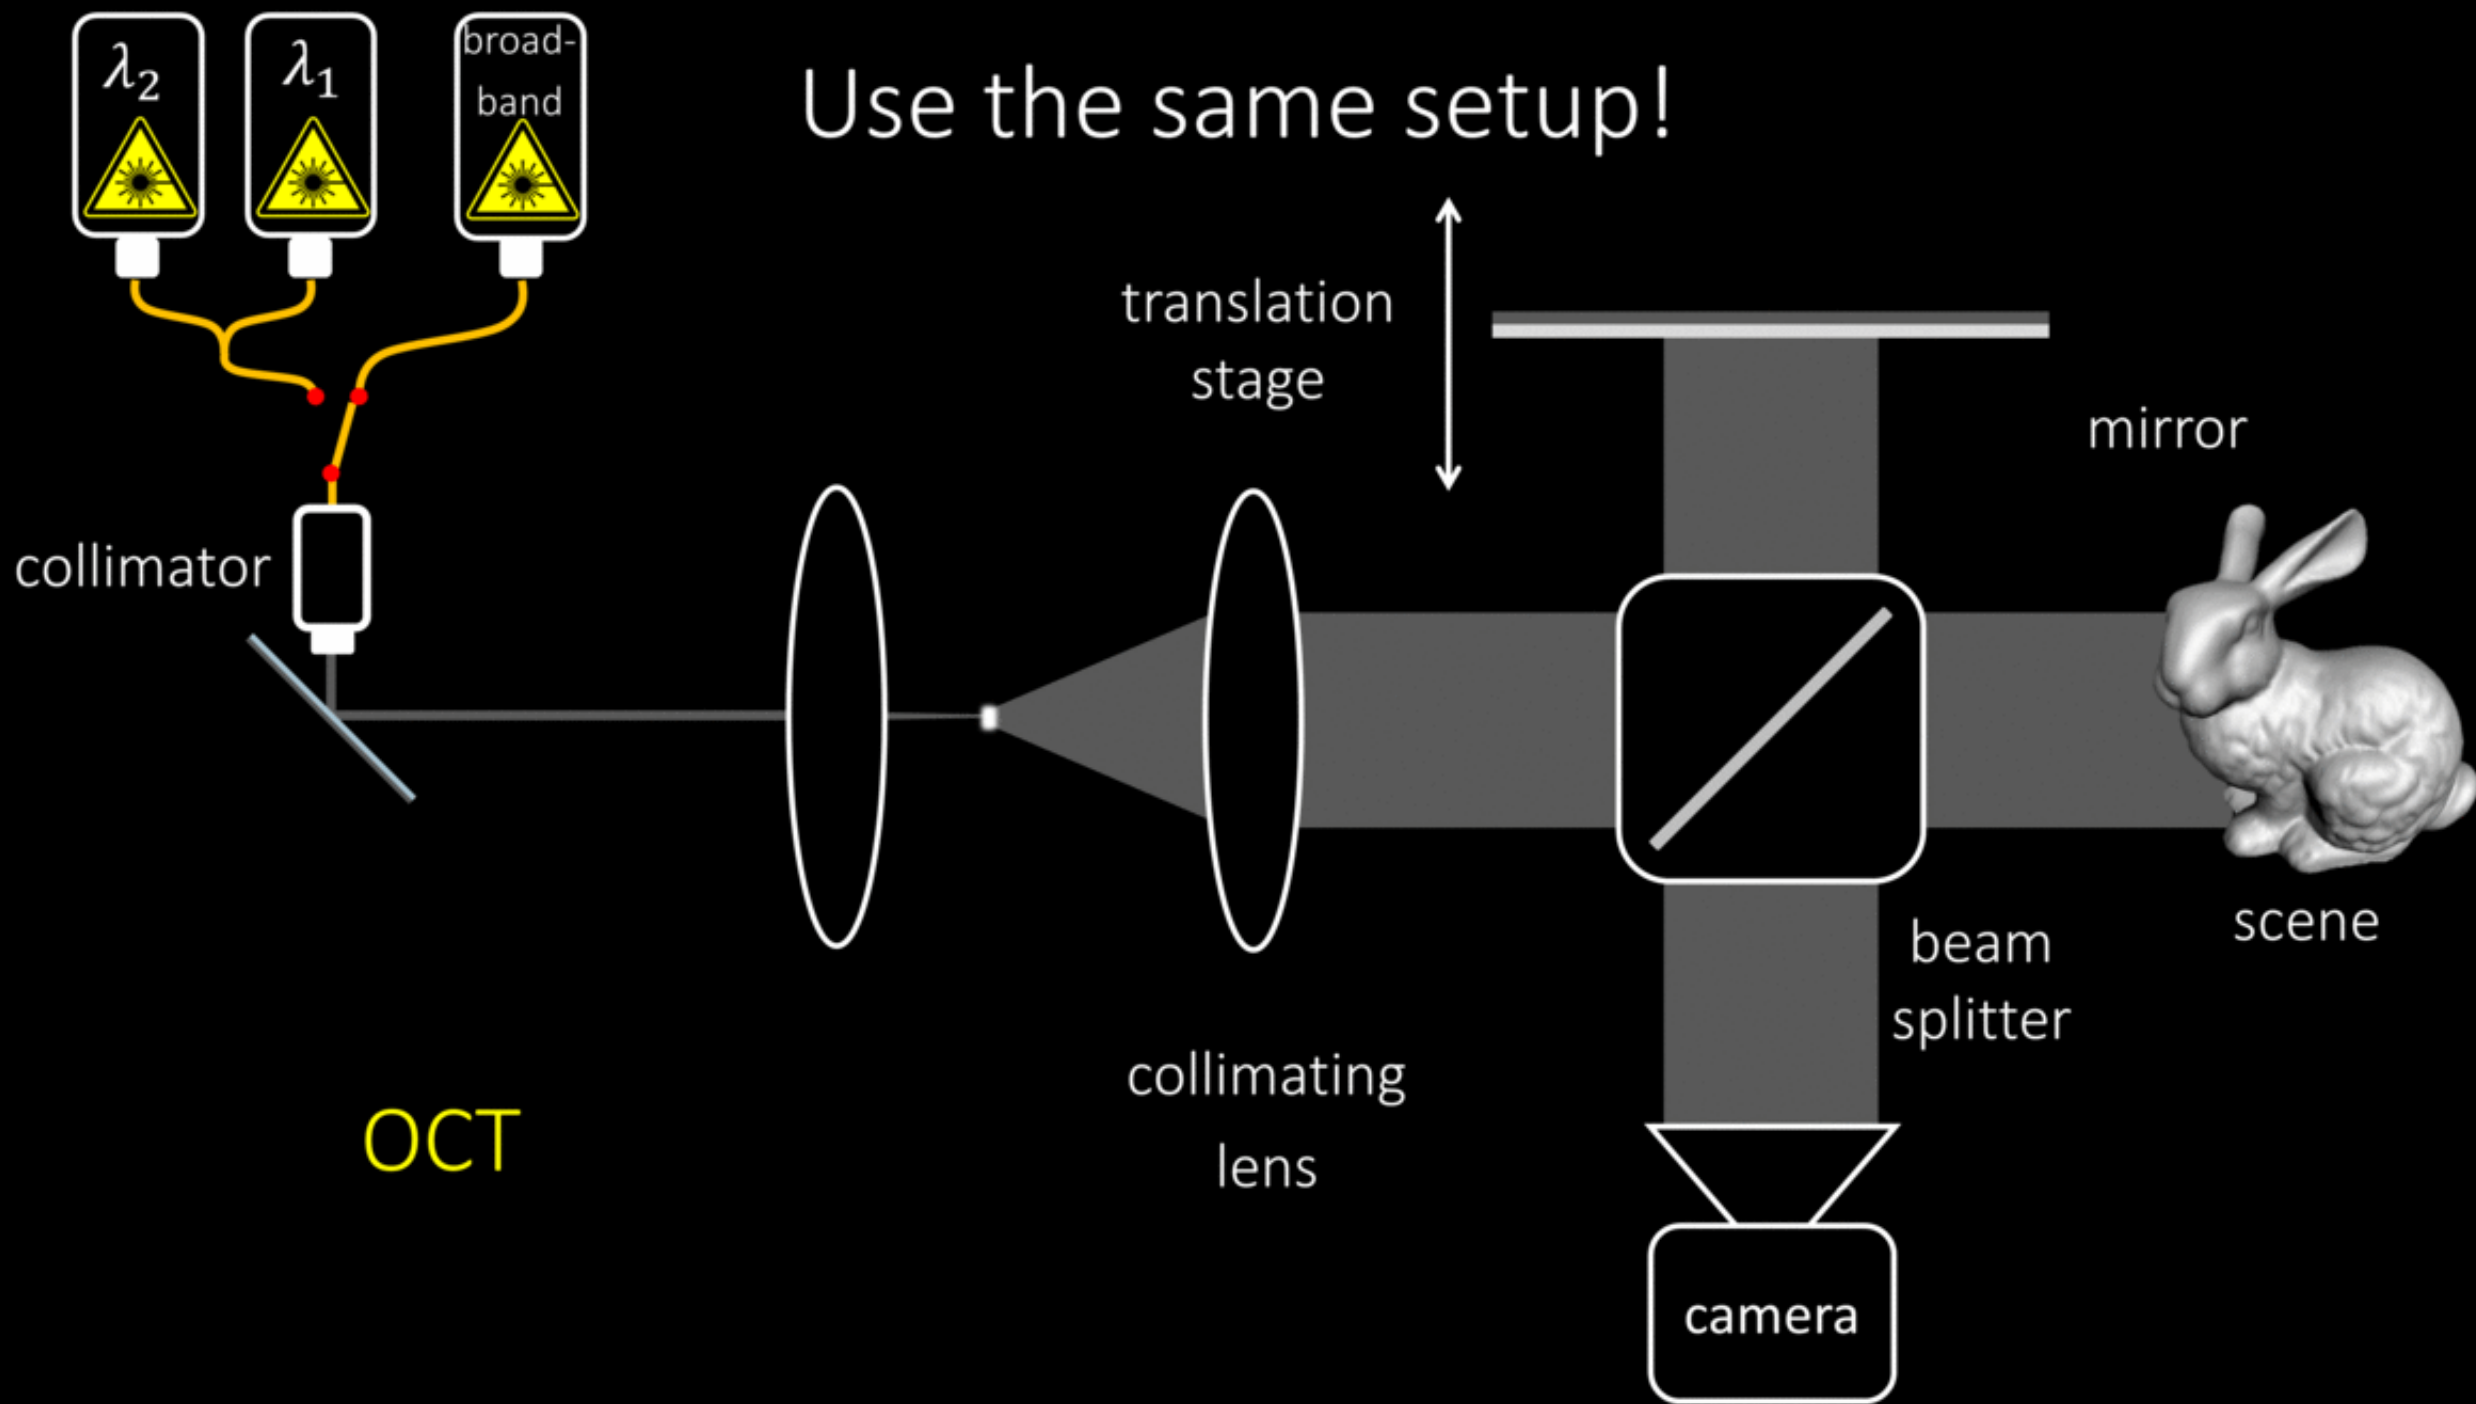 λ2
λ1
broad-
band
Use the same setup!
translation
stage
mirror
collimator
scene
beam
splitter
collimating
lens
OCT
camera